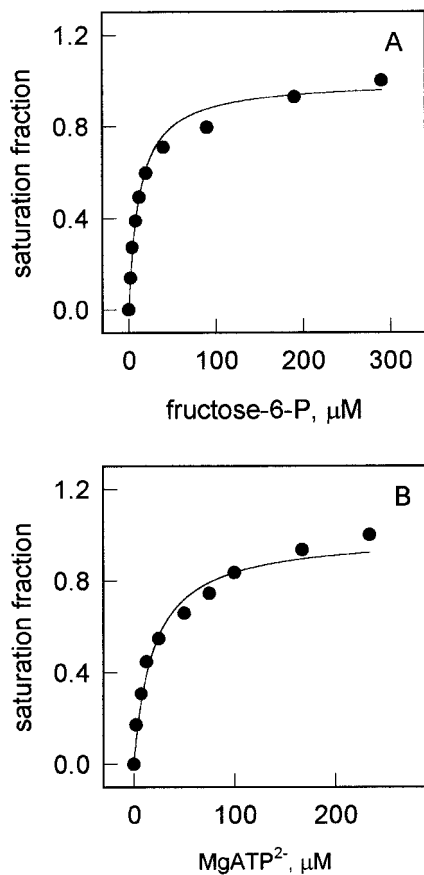 A
1.2
0.8
0.4
0.0
saturation fraction
0
100
200
300
fructose-6-P, μM
B
1.2
0.8
0.4
0.0
saturation fraction
0
100
200
MgATP²⁻, μM